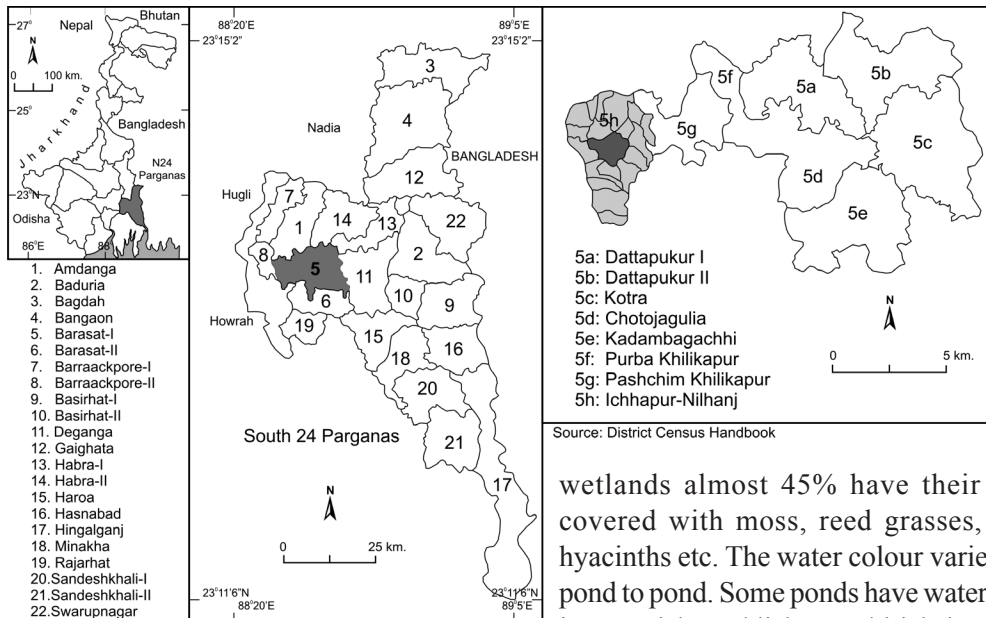 27°
Nepal
Bhutan
N
0 100 km.
25°
Jharkhand
Bangladesh
N24
Parganas
23°N
Odisha
86°E
88
1. Amdanga
2. Baduria
3. Bagdah
4. Bangaon
5. Barasat-I
6. Barasat-II
7. Barraackpore-I
8. Barraackpore-II
9. Basirhat-I
10. Basirhat-II
11. Deganga
12. Gaighata
13. Habra-I
14. Habra-II
15. Haroa
16. Hasnabad
17. Hingalganj
18. Minakha
19. Rajarhat
20.Sandeshkhali-I
21.Sandeshkhali-II
22.Swarupnagar
88°20'E
89°5'E
23°15'2"
23°15'2"
3
Nadia
4
BANGLADESH
12
Hugli
7
14
13
22
1
8
5
11
2
6
10
9
Howrah
19
15
18
16
20
South 24 Parganas
21
17
N
0 25 km.
23°11'6"N
23°11'6"N
88°20'E
89°5'E
5f
5a
5b
5h
5g
5c
5d
5e
5a: Dattapukur I
5b: Dattapukur II
5c: Kotra
5d: Chotojagulia
5e: Kadambagachhi
5f: Purba Khilikapur
5g: Pashchim Khilikapur
5h: Ichhapur-Nilhanj
N
0 5 km.
Source: District Census Handbook
wetlands almost 45% have their
covered with moss, reed grasses,
hyacinths etc. The water colour varie
pond to pond. Some ponds have water